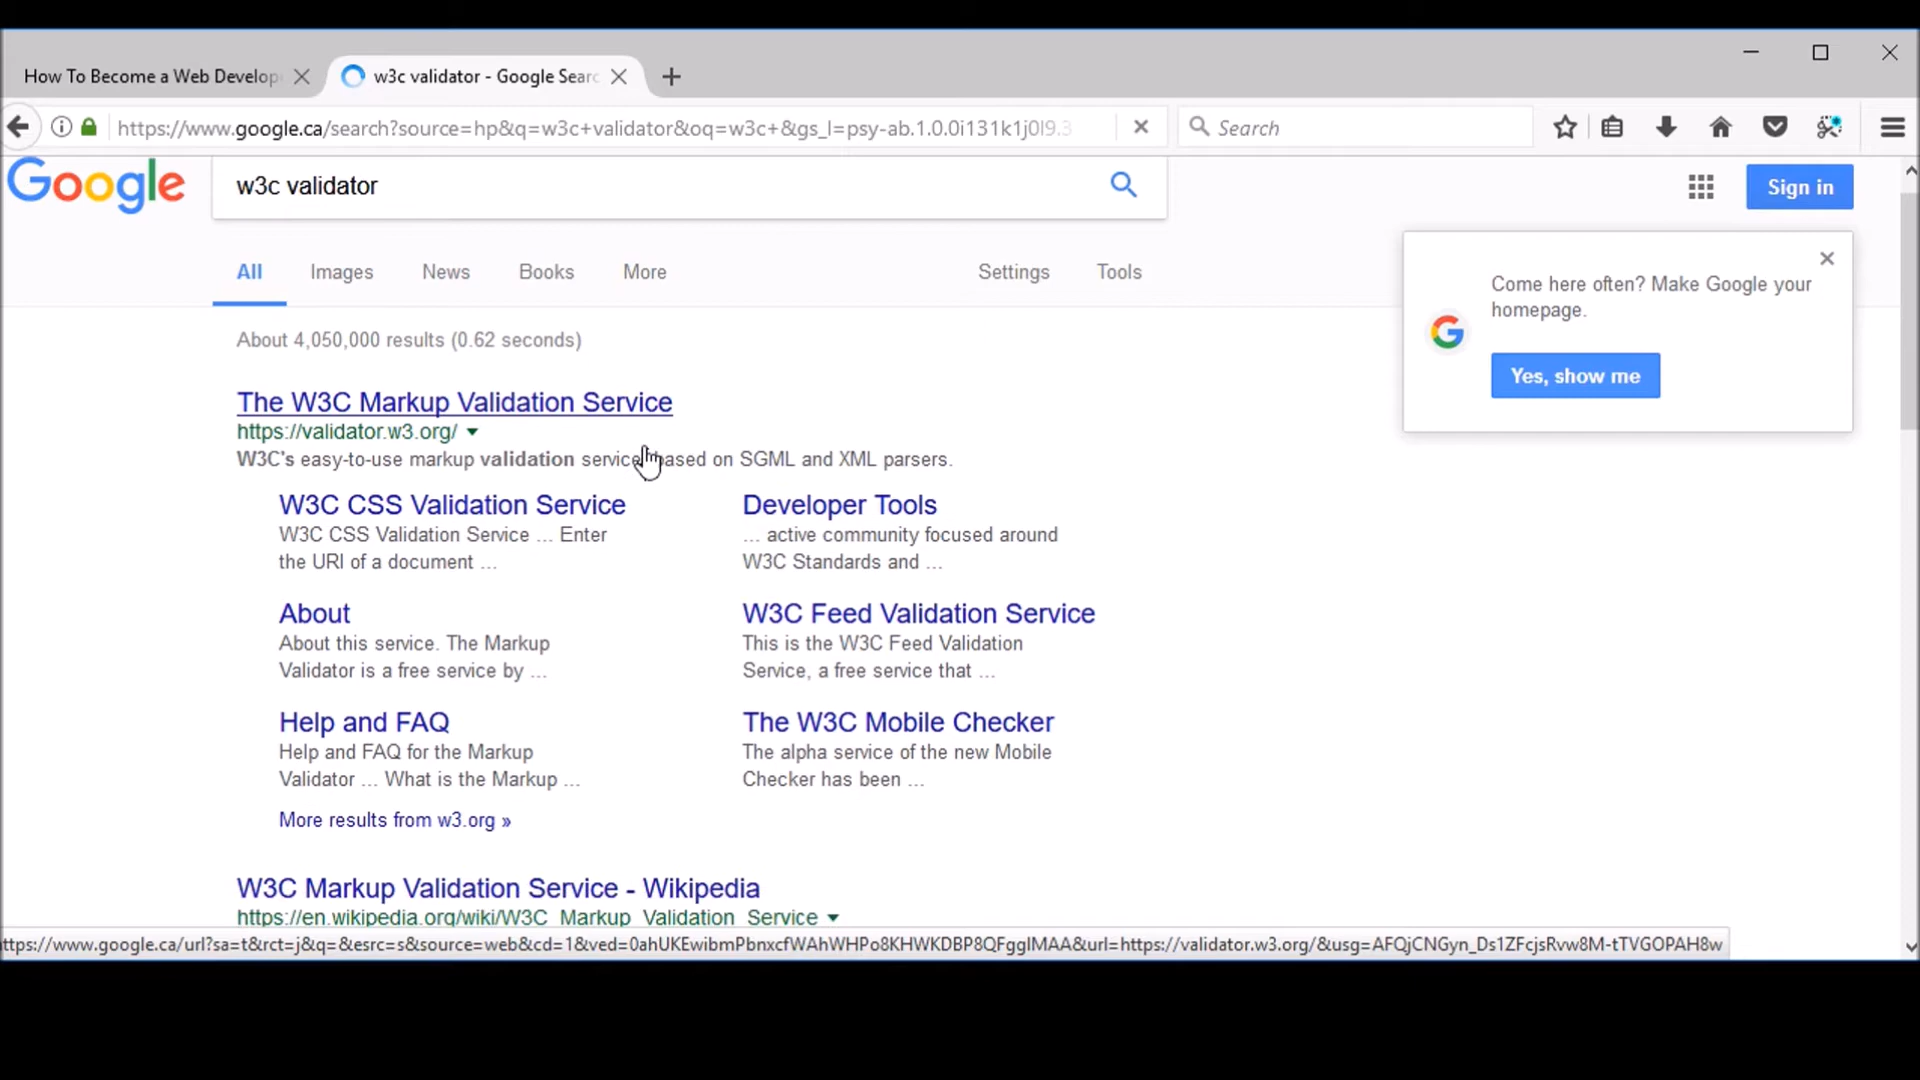 How To Become a Web Develop
w3c validator - Google Searc
https://www.google.ca/search?source=hp&q=w3c+validator&oq=w3c+&gs_l=psy-ab.1.0.0i131k1j0l9.3
Search
Google
w3c validator
Sign in
All Images News Books More Settings Tools
Come here often? Make Google your
homepage.
Yes, show me
About 4,050,000 results (0.62 seconds)
The W3C Markup Validation Service
https://validator.w3.org/
W3C's easy-to-use markup validation service based on SGML and XML parsers.
W3C CSS Validation Service
W3C CSS Validation Service ... Enter
the URI of a document ...
Developer Tools
... active community focused around
W3C Standards and ...
About
About this service. The Markup
Validator is a free service by ...
W3C Feed Validation Service
This is the W3C Feed Validation
Service, a free service that ...
Help and FAQ
Help and FAQ for the Markup
Validator ... What is the Markup ...
The W3C Mobile Checker
The alpha service of the new Mobile
Checker has been ...
More results from w3.org »
W3C Markup Validation Service - Wikipedia
https://en.wikipedia.org/wiki/W3C_Markup_Validation_Service
ttps://www.google.ca/url?sa=t&rct=j&q=&esrc=s&source=web&cd=1&ved=0ahUKEwibmPbnxcfWAhWHPo8KHWKDBP8QFggIMAA&url=https://validator.w3.org/&usg=AFQjCNGyn_Ds1ZFcjsRvw8M-tTVGOPAH8w